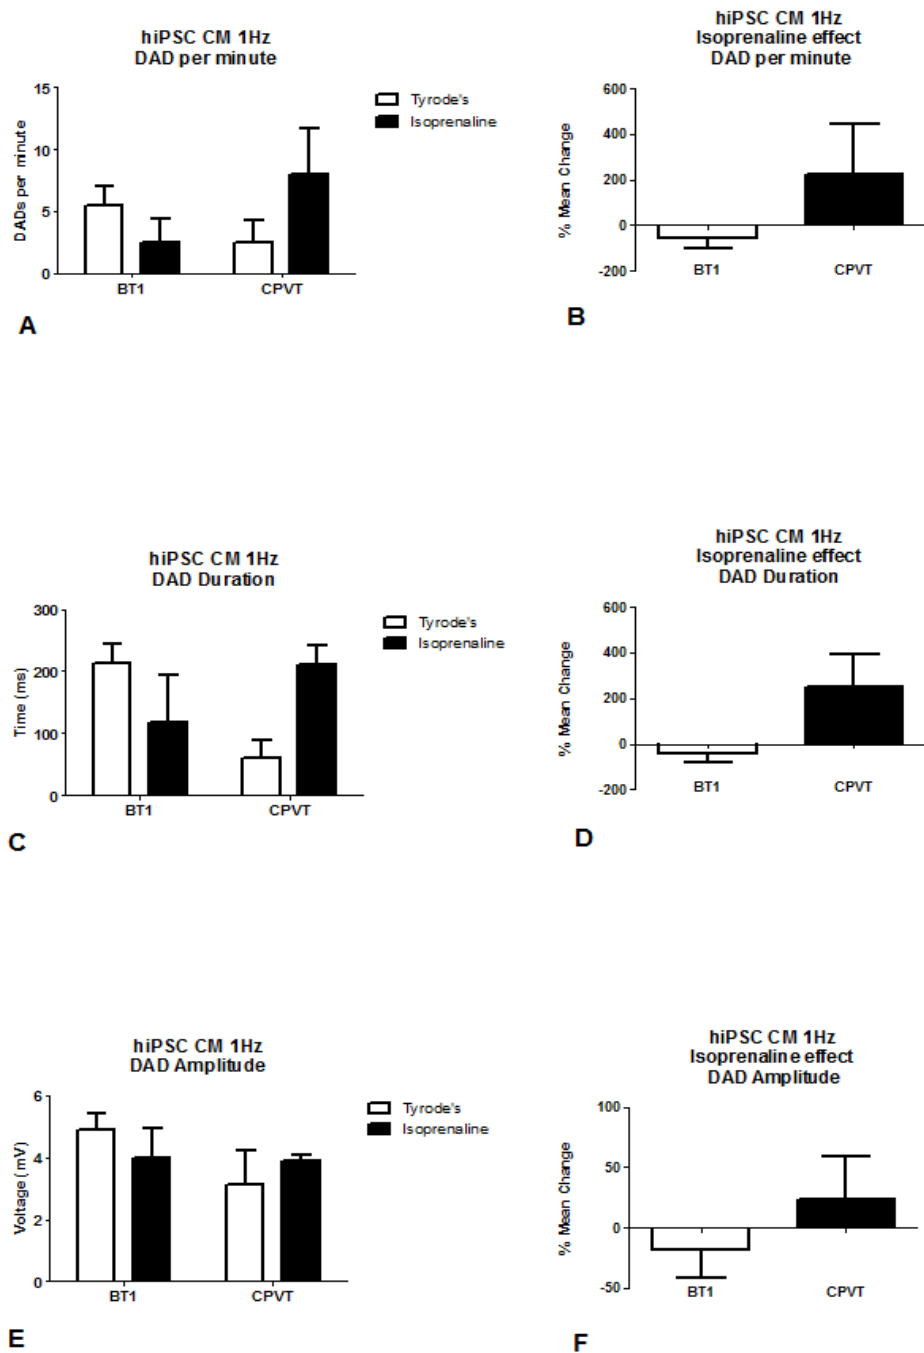 hiPSC CM 1Hz
DAD per minute
Tyrode's
Isoprenaline
DADs per minute
15
10
5
0
BT1
CPVT
A
hiPSC CM 1Hz
Isoprenaline effect
DAD per minute
% Mean Change
600
400
200
0
-200
BT1
CPVT
B
hiPSC CM 1Hz
DAD Duration
Tyrode's
Isoprenaline
Time (ms)
300
200
100
0
BT1
CPVT
C
hiPSC CM 1Hz
Isoprenaline effect
DAD Duration
% Mean Change
600
400
200
0
-200
BT1
CPVT
D
hiPSC CM 1Hz
DAD Amplitude
Tyrode's
Isoprenaline
Voltage (mV)
6
4
2
0
BT1
CPVT
E
hiPSC CM 1Hz
Isoprenaline effect
DAD Amplitude
% Mean Change
100
50
0
-50
BT1
CPVT
F